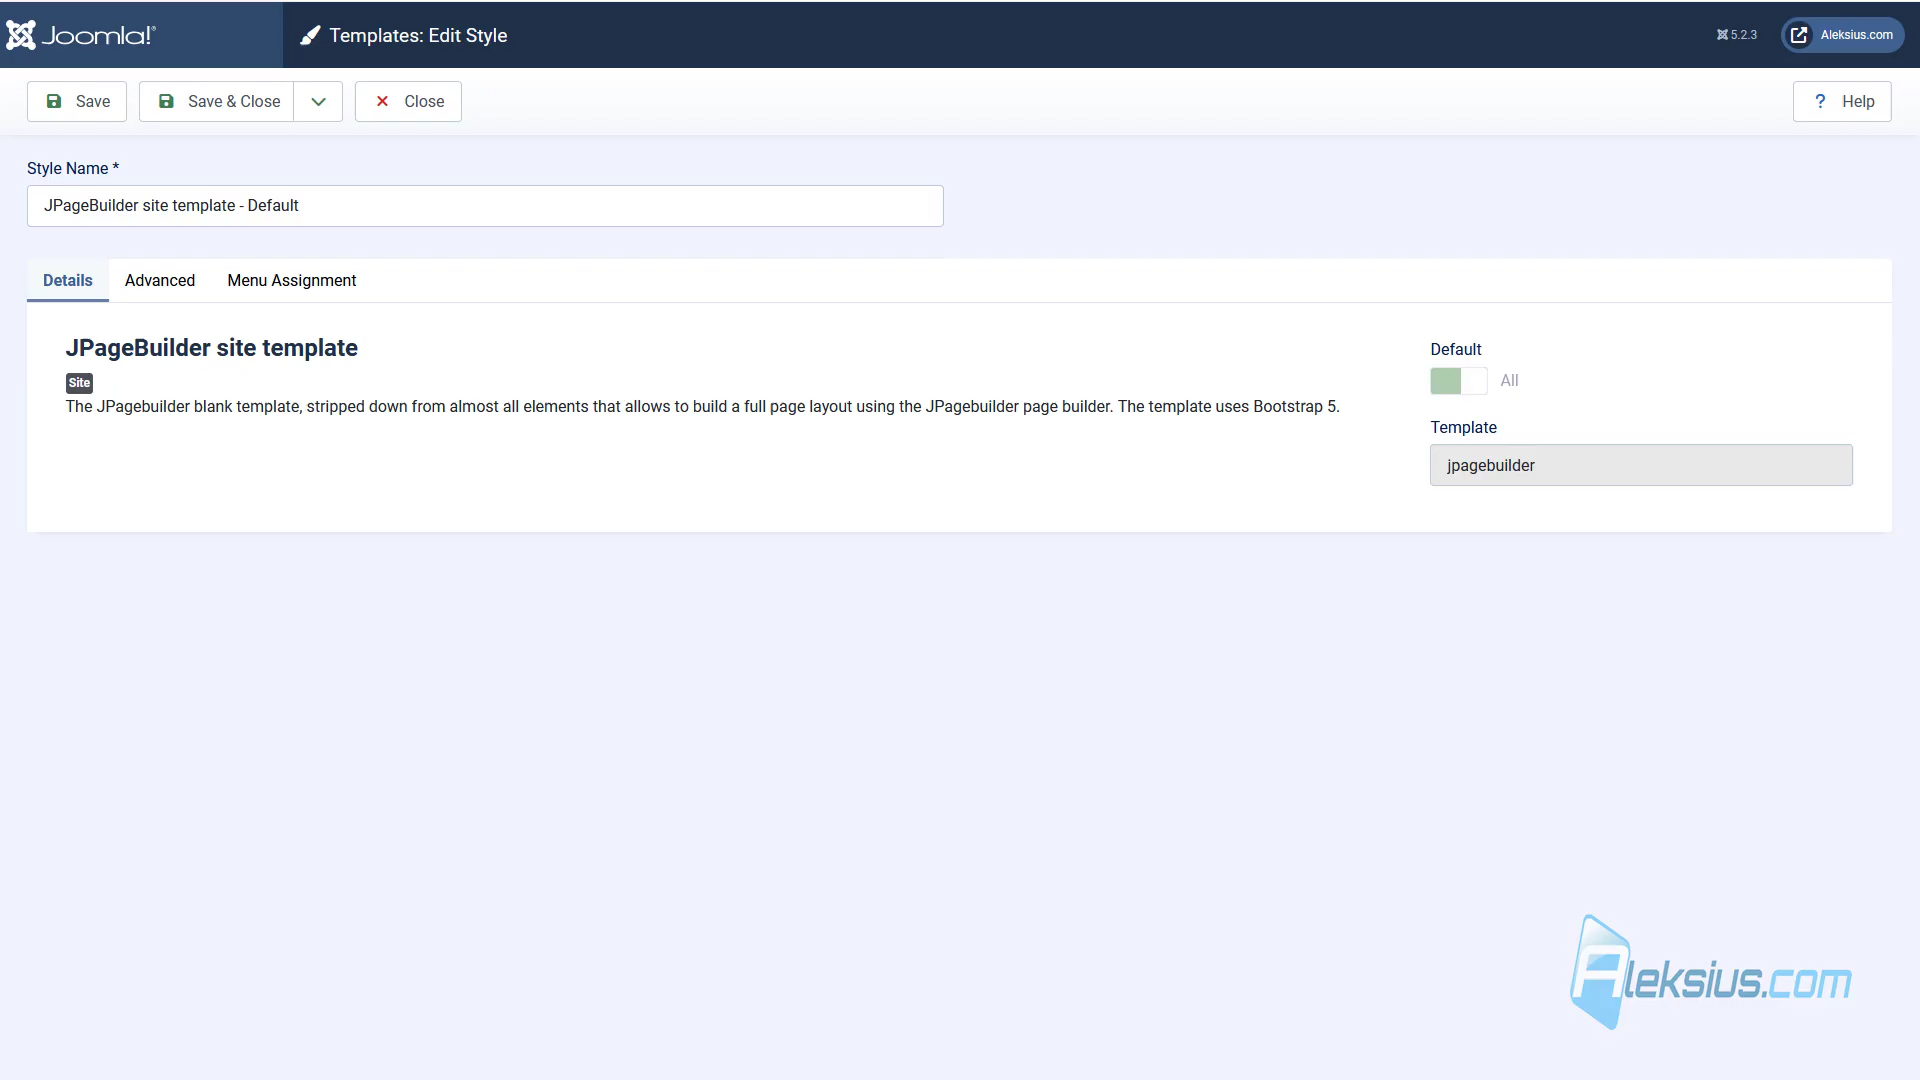 Joomla!®
Templates: Edit Style
5.2.3
Aleksius.com
Save
Save & Close
Close
? Help
Style Name *
JPageBuilder site template - Default
Details
Advanced
Menu Assignment
JPageBuilder site template
Site
The JPagebuilder blank template, stripped down from almost all elements that allows to build a full page layout using the JPagebuilder page builder. The template uses Bootstrap 5.
Default
All
Template
jpagebuilder
Aleksius.com